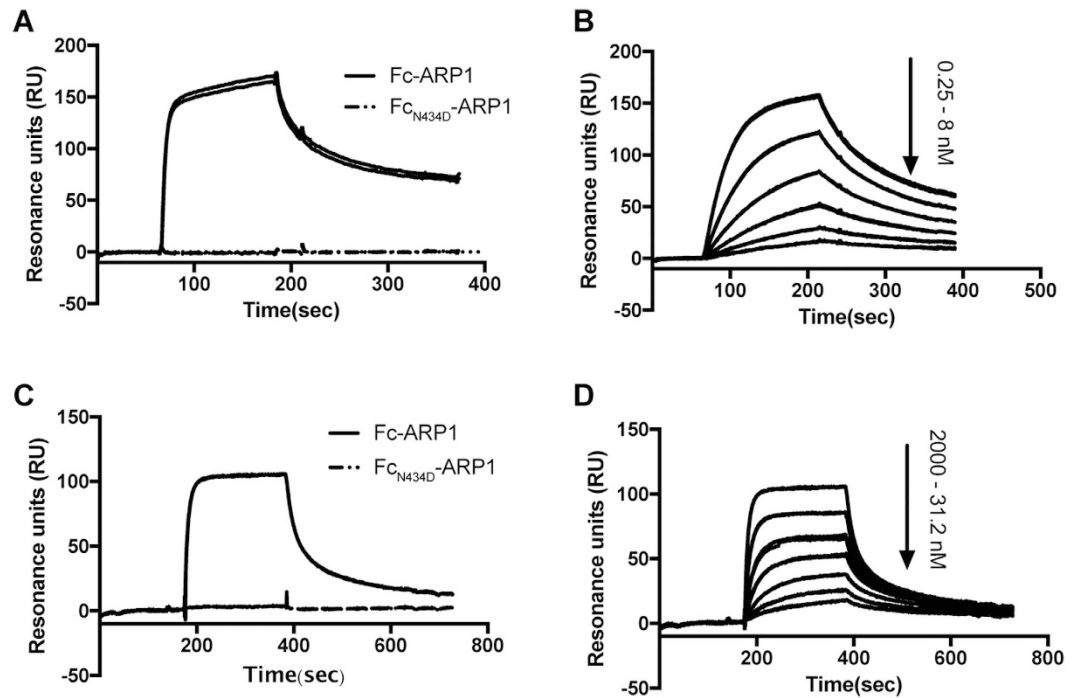 A
Resonance units (RU)
200
150
100
50
0
-50
100
200
300
400
Time(sec)
Fc-ARP1
FcN434D-ARP1
B
Resonance units (RU)
200
150
100
50
0
-50
100
200
300
400
500
Time(sec)
0.25 - 8 nM
C
Resonance units (RU)
150
100
50
0
-50
200
400
600
800
Time(sec)
Fc-ARP1
FcN434D-ARP1
D
Resonance units (RU)
150
100
50
0
-50
200
400
600
800
Time(sec)
2000 - 31.2 nM